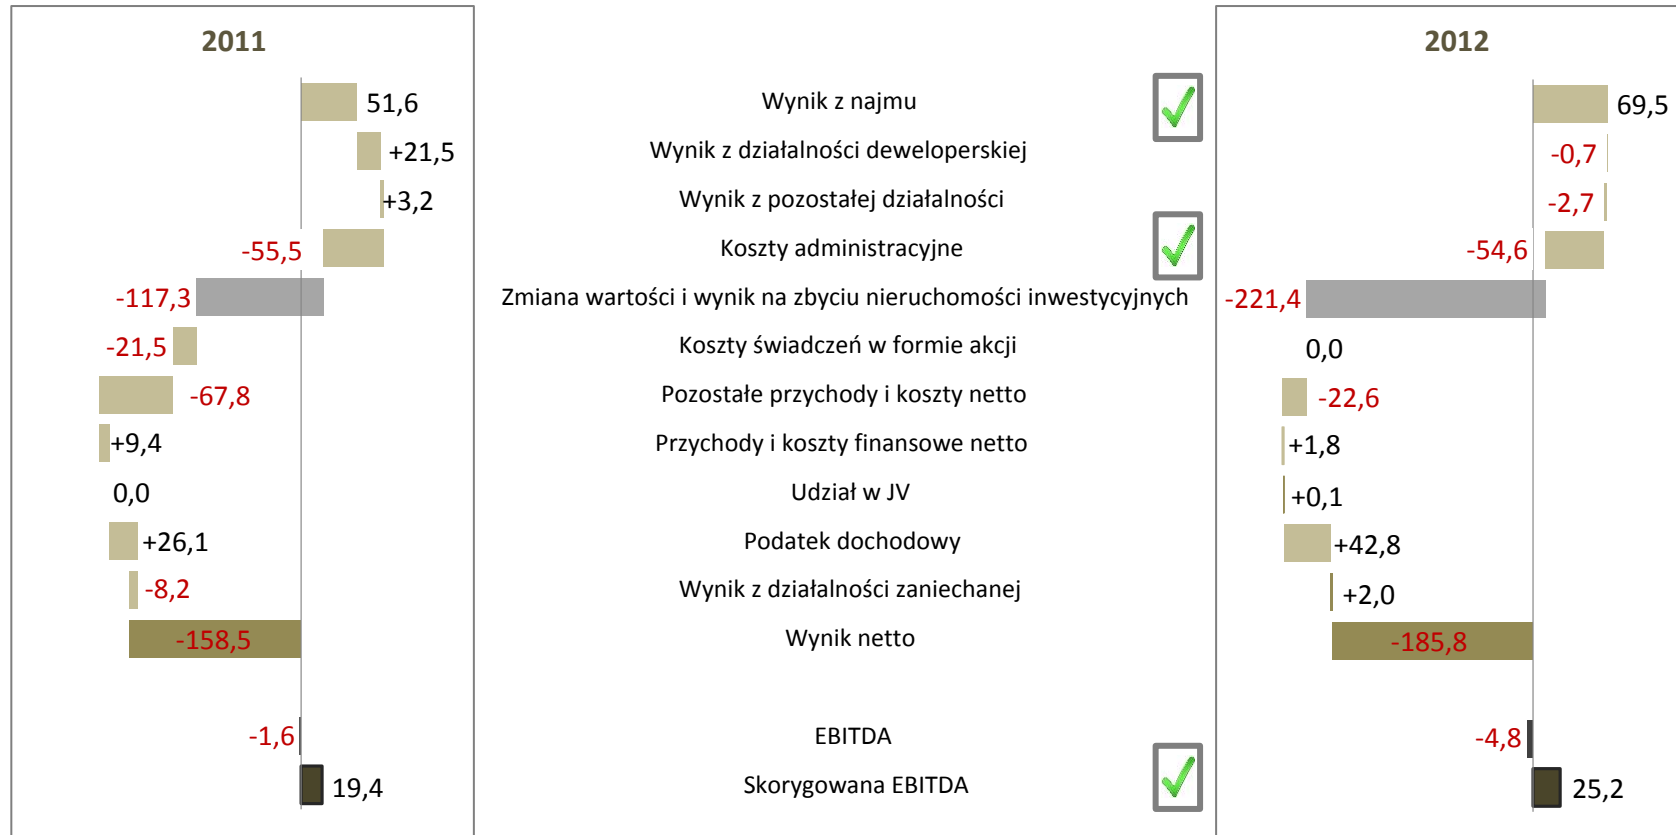 2011
2012
51,6
Wynik z najmu
69,5
+21,5
Wynik z działalności deweloperskiej
-0,7
+3,2
Wynik z pozostałej działalności
-2,7
-55,5
Koszty administracyjne
-54,6
-117,3
Zmiana wartości i wynik na zbyciu nieruchomości inwestycyjnych
-221,4
-21,5
Koszty świadczeń w formie akcji
0,0
-67,8
Pozostałe przychody i koszty netto
-22,6
+9,4
Przychody i koszty finansowe netto
+1,8
0,0
Udział w JV
+0,1
+26,1
Podatek dochodowy
+42,8
-8,2
Wynik z działalności zaniechanej
+2,0
-158,5
Wynik netto
-185,8
-1,6
EBITDA
-4,8
19,4
Skorygowana EBITDA
25,2